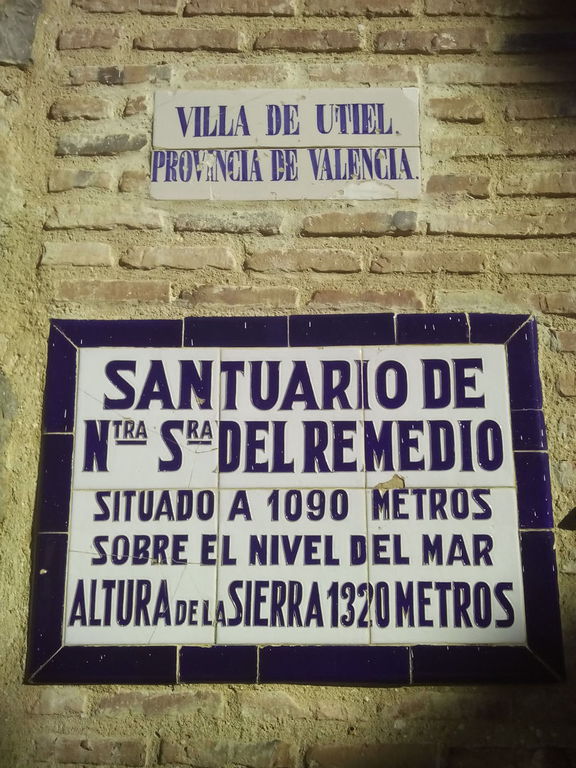 VILLA DE UTIEL.
PROVINCIA DE VALENCIA.
SANTUARIO DE
NTRA SRA DEL REMEDIO
SITUADO A 1090 METROS
SOBRE EL NIVEL DEL MAR
ALTURA DE LA SIERRA 1320 METROS